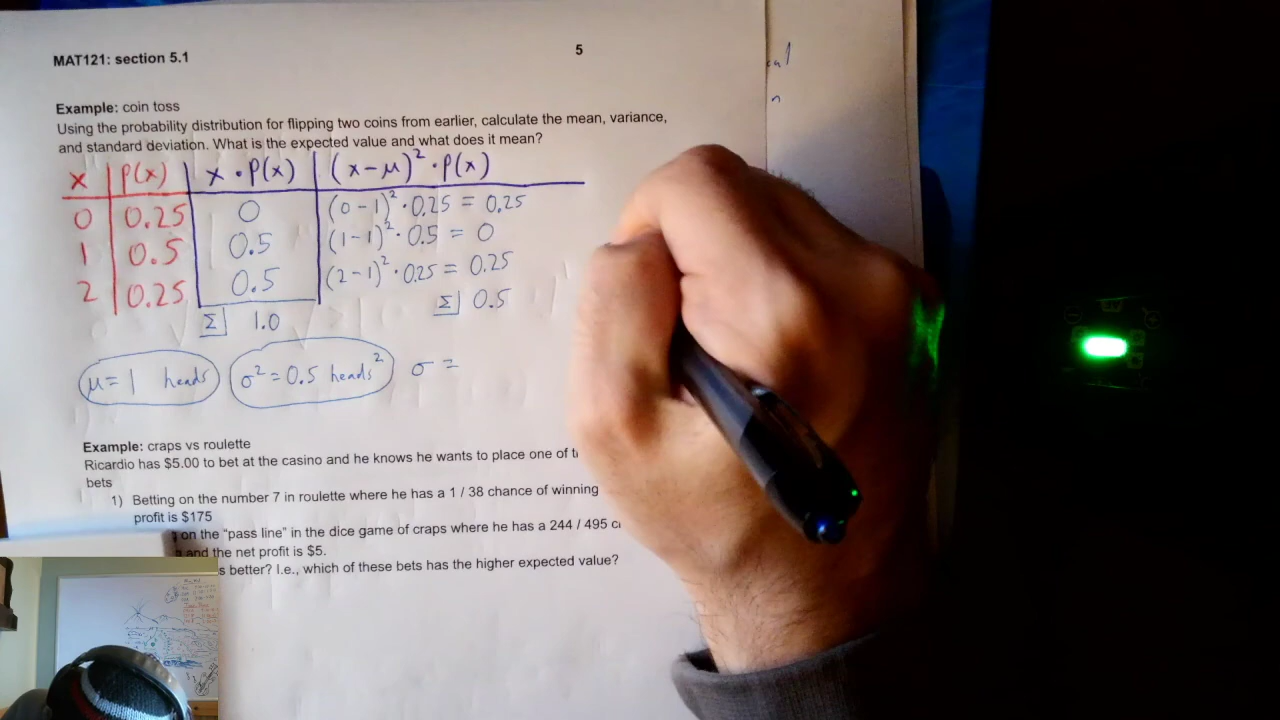 MAT121: section 5.1
5
Example: coin toss
Using the probability distribution for flipping two coins from earlier, calculate the mean, variance,
and standard deviation. What is the expected value and what does it mean?
x P(x) x • P(x) (x-μ)² • P(x)
0 0.25 0 (0-1)² • 0.25 = 0.25
1 0.5 0.5 (1-1)² • 0.5 = 0
2 0.25 0.5 (2-1)² • 0.25 = 0.25
Σ 1.0 Σ 0.5
μ = 1 heads σ² = 0.5 heads² σ =
Example: craps vs roulette
Ricardio has $5.00 to bet at the casino and he knows he wants to place one of
bets
1) Betting on the number 7 in roulette where he has a 1 / 38 chance of winning
profit is $175
on the “pass line” in the dice game of craps where he has a 244 / 495
and the net profit is $5.
better? I.e., which of these bets has the higher expected value?